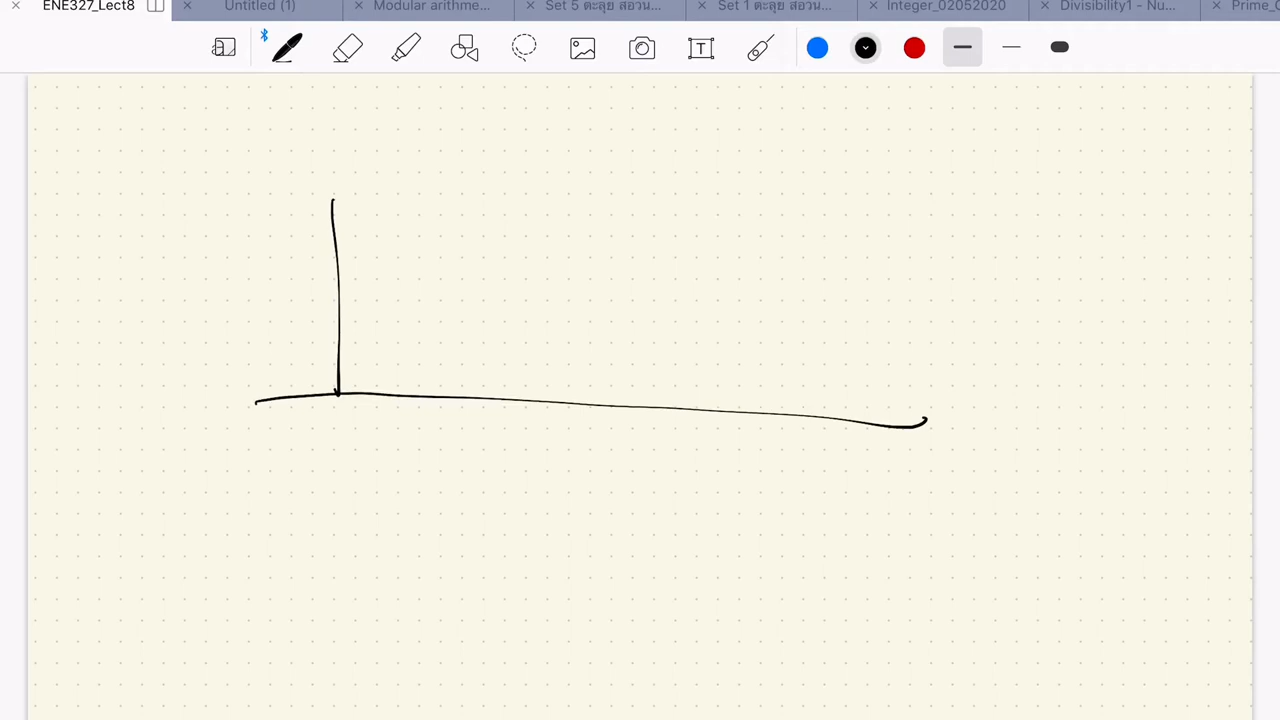 ENE327_Lect8
Untitled (1)
Modular arithme...
Set 5 ตะลุย สอวน...
Set 1 ตะลุย สอวน...
Integer_02052020
Divisibility1 - Nu...
Prime_C
T